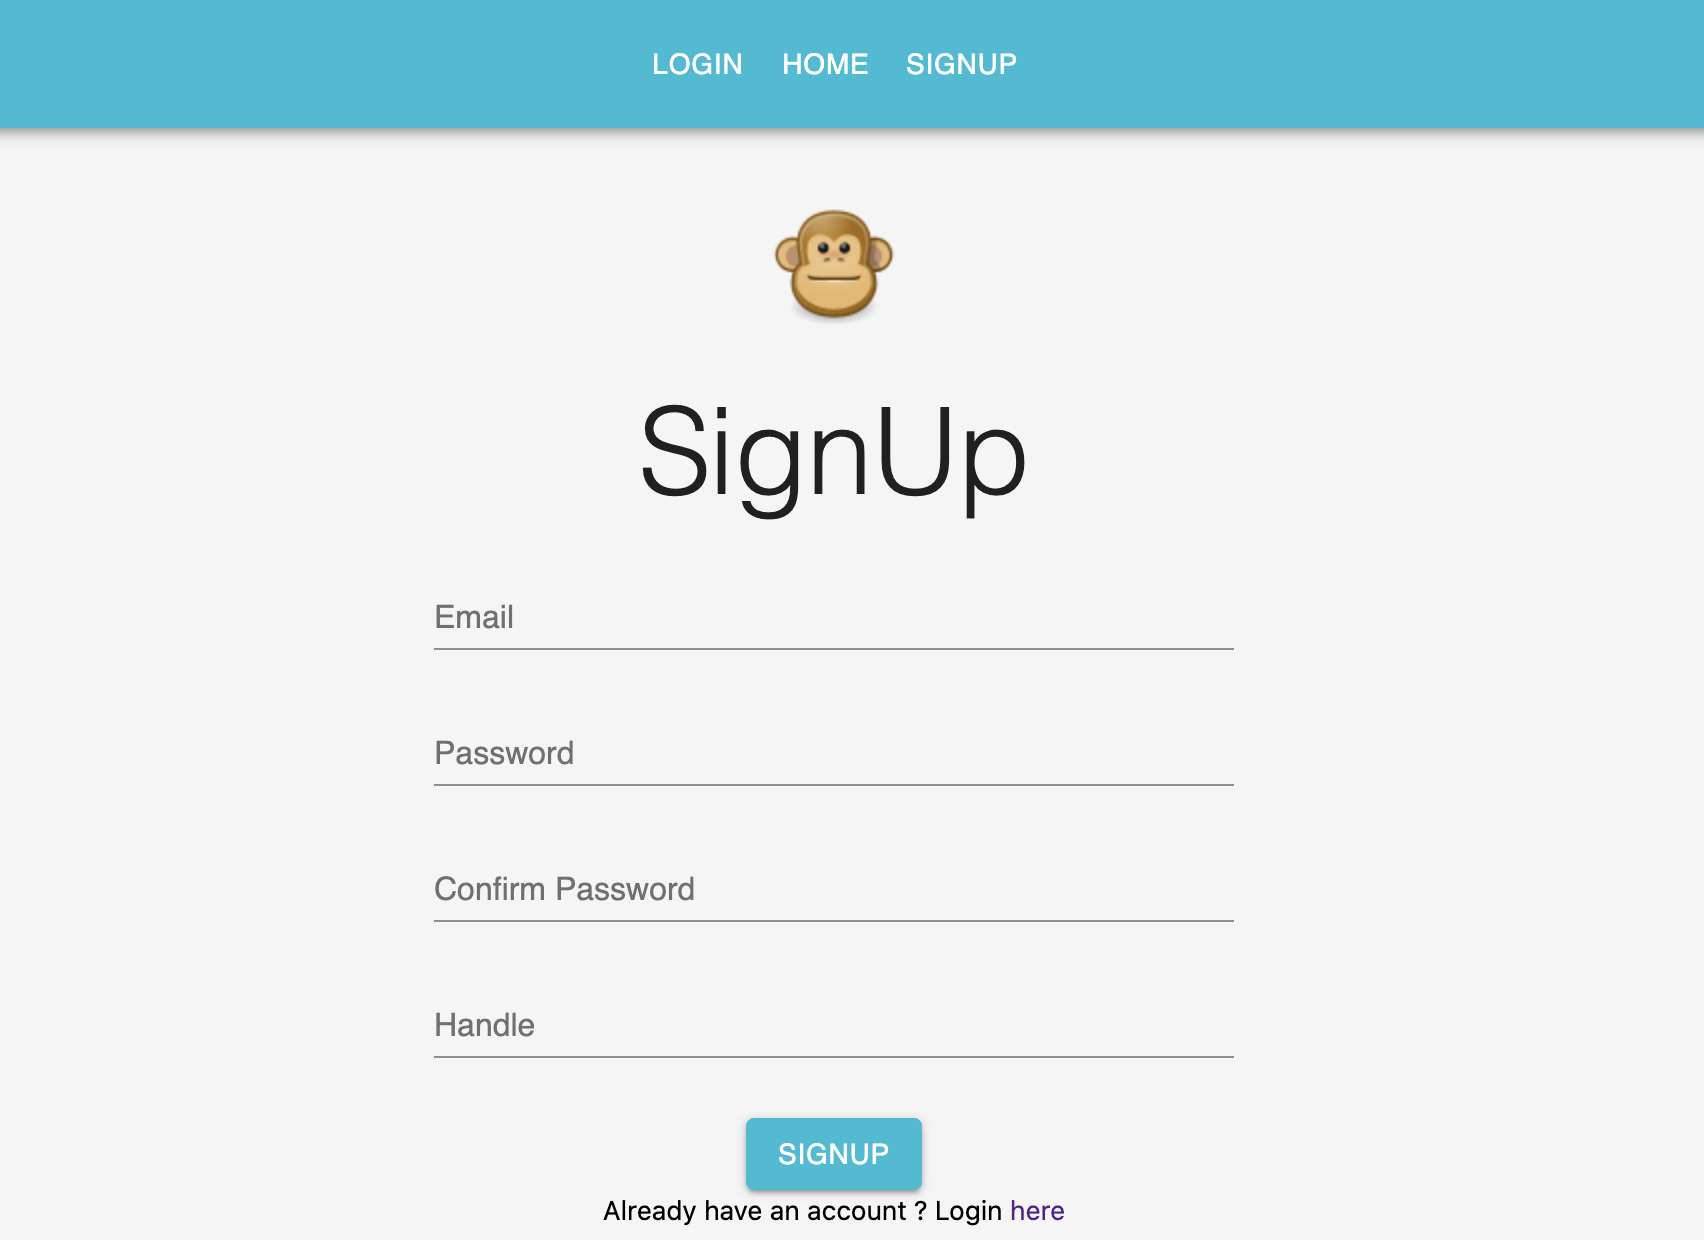 LOGIN HOME SIGNUP
SignUp
Email
Password
Confirm Password
Handle
SIGNUP
Already have an account ? Login here